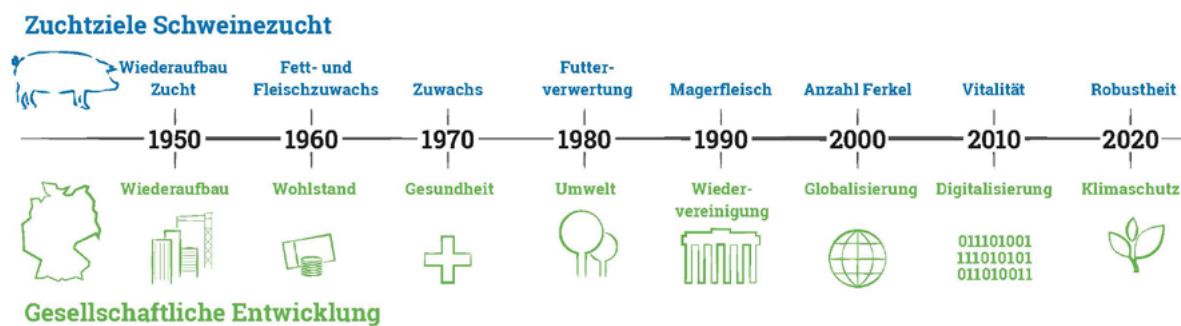 Zuchtziele Schweinezucht
Wiederaufbau
Zucht
Fett- und
Fleischzuwachs
Zuwachs
Futter-
verwertung
Magerfleisch
Anzahl Ferkel
Vitalität
Robustheit
1950
1960
1970
1980
1990
2000
2010
2020
Wiederaufbau
Wohlstand
Gesundheit
Umwelt
Wieder-
vereinigung
Globalisierung
Digitalisierung
Klimaschutz
011101001
111010101
011010011
Gesellschaftliche Entwicklung